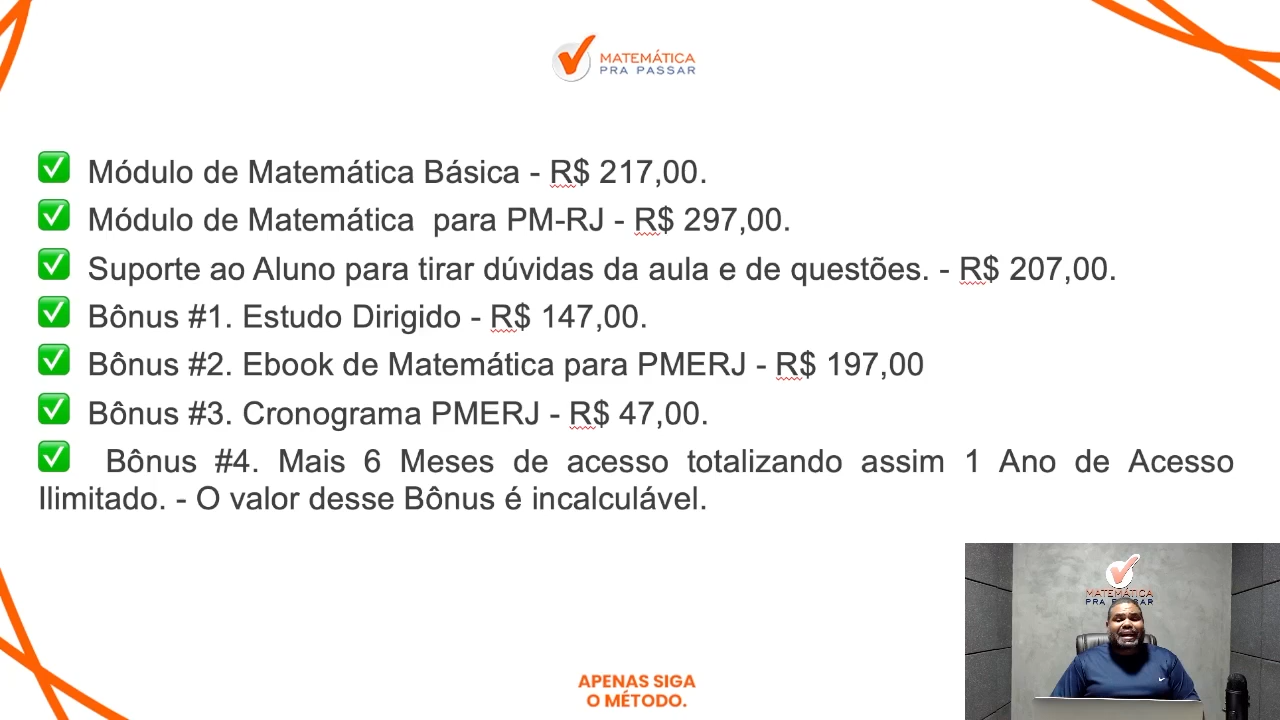 MATEMÁTICA
PRA PASSAR
Módulo de Matemática Básica - R$ 217,00.
Módulo de Matemática  para PM-RJ - R$ 297,00.
Suporte ao Aluno para tirar dúvidas da aula e de questões. - R$ 207,00.
Bônus #1. Estudo Dirigido - R$ 147,00.
Bônus #2. Ebook de Matemática para PMERJ - R$ 197,00
Bônus #3. Cronograma PMERJ - R$ 47,00.
Bônus #4. Mais 6 Meses de acesso totalizando assim 1 Ano de Acesso
Ilimitado. - O valor desse Bônus é incalculável.
MATEMÁTICA
PRA PASSAR
APENAS SIGA
O MÉTODO.